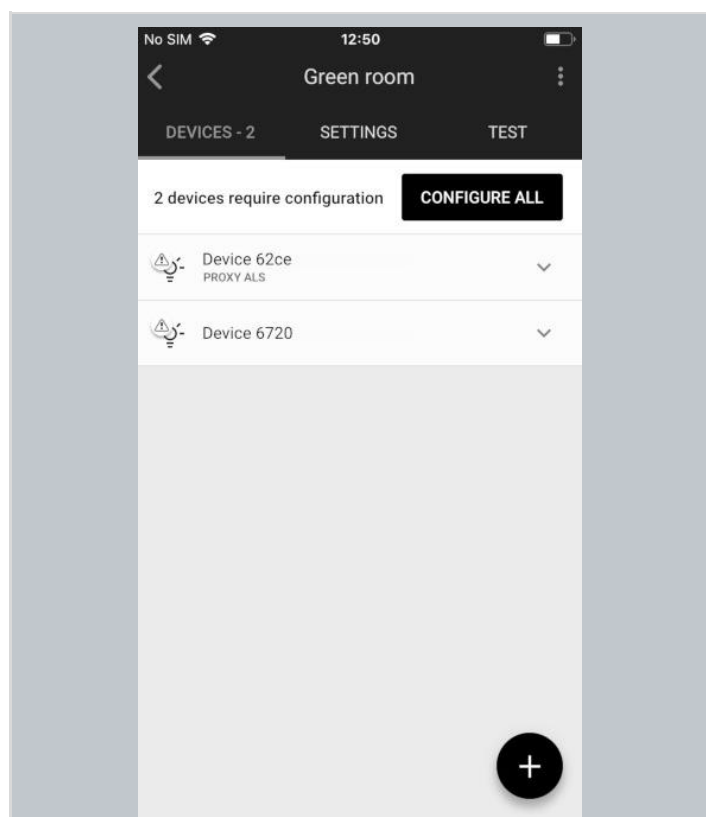 No SIM 12:50
Green room
DEVICES - 2 SETTINGS TEST
2 devices require configuration CONFIGURE ALL
Device 62ce
PROXY ALS
Device 6720